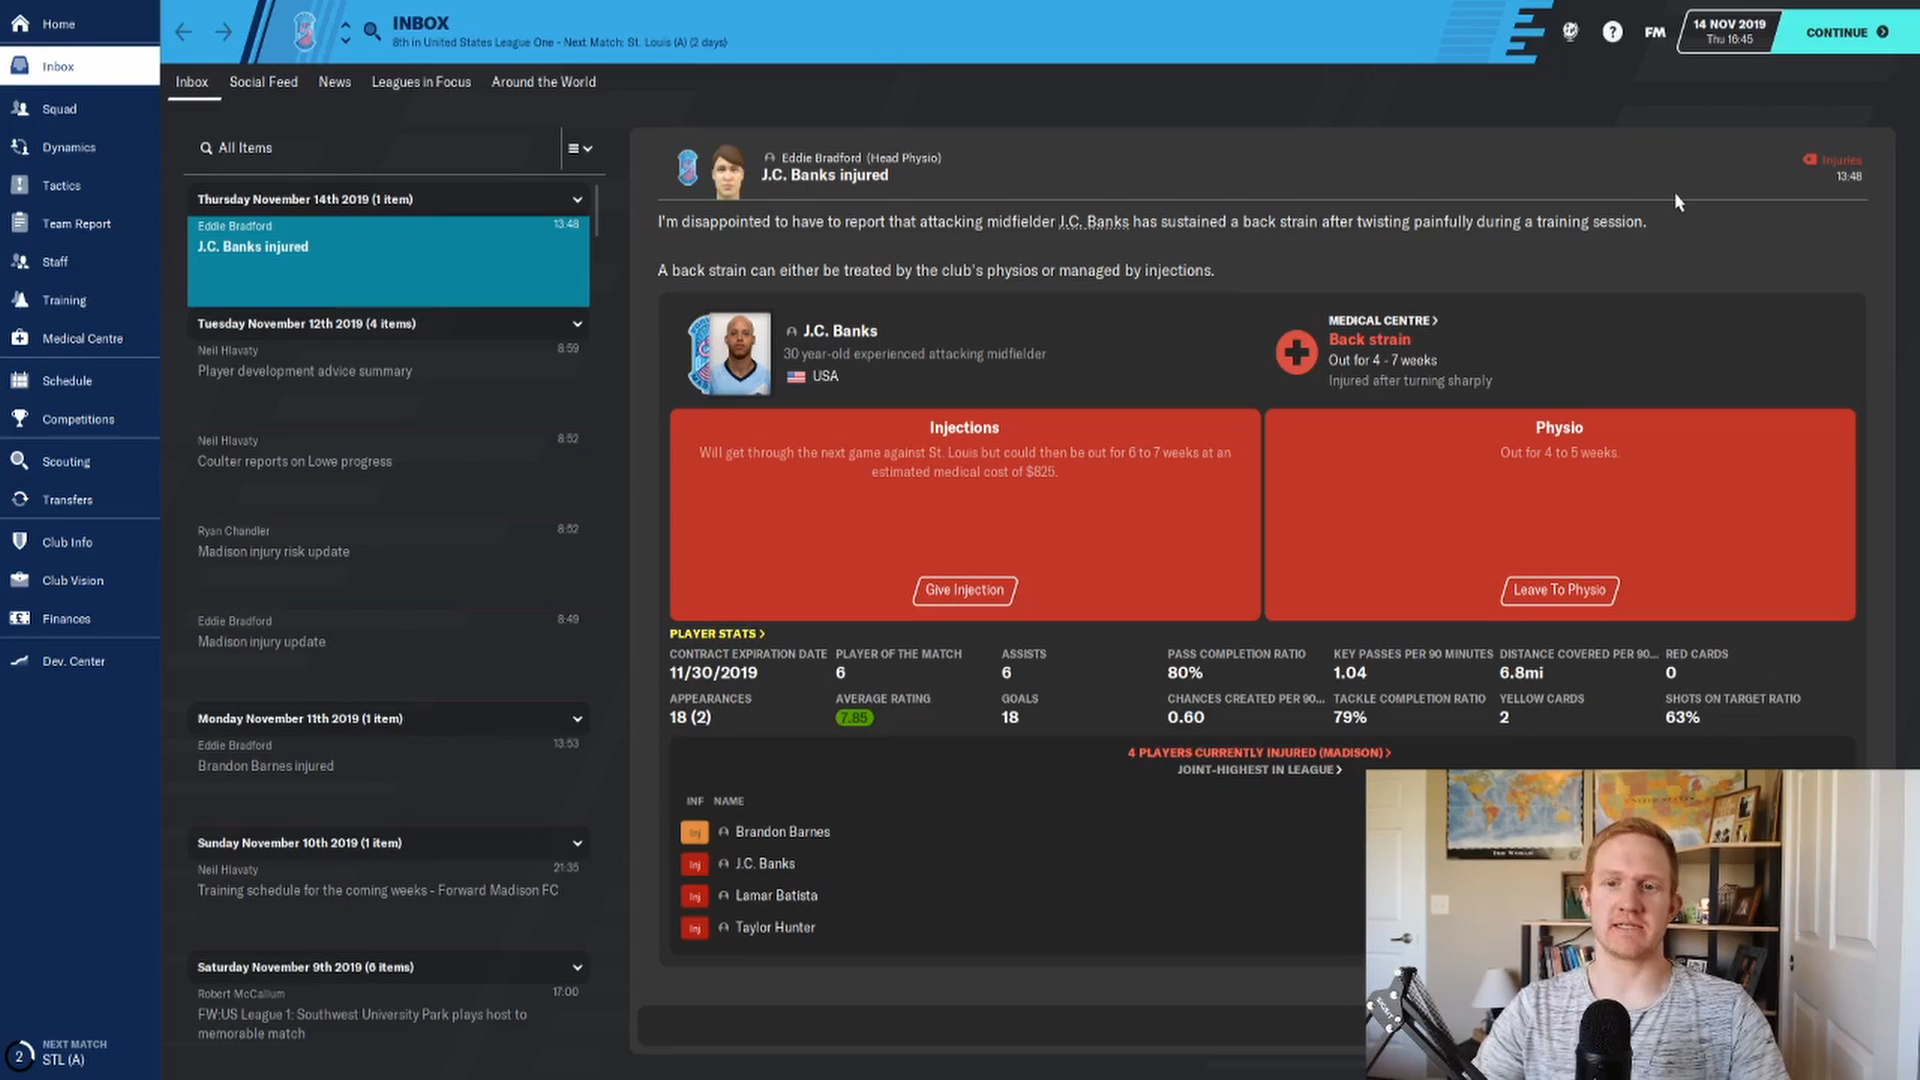 Home
Inbox
Squad
Dynamics
Tactics
Team Report
Staff
Training
Medical Centre
Schedule
Competitions
Scouting
Transfers
Club Info
Club Vision
Finances
Dev. Center
2
NEXT MATCH
STL (A)
INBOX
8th in United States League One - Next Match: St. Louis (A) (2 days)
?
FM
14 NOV 2019
Thu 16:45
CONTINUE
Inbox
Social Feed
News
Leagues in Focus
Around the World
All Items
Thursday November 14th 2019 (1 item)
Eddie Bradford
13:48
J.C. Banks injured
Tuesday November 12th 2019 (4 items)
Neil Hlavaty
8:59
Player development advice summary
Neil Hlavaty
8:52
Coulter reports on Lowe progress
Ryan Chandler
8:52
Madison injury risk update
Eddie Bradford
8:49
Madison injury update
Monday November 11th 2019 (1 item)
Eddie Bradford
13:53
Brandon Barnes injured
Sunday November 10th 2019 (1 item)
Neil Hlavaty
21:35
Training schedule for the coming weeks - Forward Madison FC
Saturday November 9th 2019 (6 items)
Robert McCallum
17:00
FW:US League 1: Southwest University Park plays host to
memorable match
Eddie Bradford (Head Physio)
J.C. Banks injured
Injuries
13:48
I'm disappointed to have to report that attacking midfielder J.C. Banks has sustained a back strain after twisting painfully during a training session.
A back strain can either be treated by the club's physios or managed by injections.
J.C. Banks
30 year-old experienced attacking midfielder
USA
MEDICAL CENTRE >
Back strain
Out for 4 - 7 weeks
Injured after turning sharply
Injections
Will get through the next game against St. Louis but could then be out for 6 to 7 weeks at an
estimated medical cost of $825.
Give Injection
Physio
Out for 4 to 5 weeks.
Leave To Physio
PLAYER STATS >
CONTRACT EXPIRATION DATE
PLAYER OF THE MATCH
ASSISTS
PASS COMPLETION RATIO
KEY PASSES PER 90 MINUTES
DISTANCE COVERED PER 90...
RED CARDS
11/30/2019
6
6
80%
1.04
6.8mi
0
APPEARANCES
AVERAGE RATING
GOALS
CHANCES CREATED PER 90...
TACKLE COMPLETION RATIO
YELLOW CARDS
SHOTS ON TARGET RATIO
18 (2)
7.85
18
0.60
79%
2
63%
4 PLAYERS CURRENTLY INJURED (MADISON) >
JOINT-HIGHEST IN LEAGUE >
INF
NAME
Inj
Brandon Barnes
Inj
J.C. Banks
Inj
Lamar Batista
Inj
Taylor Hunter